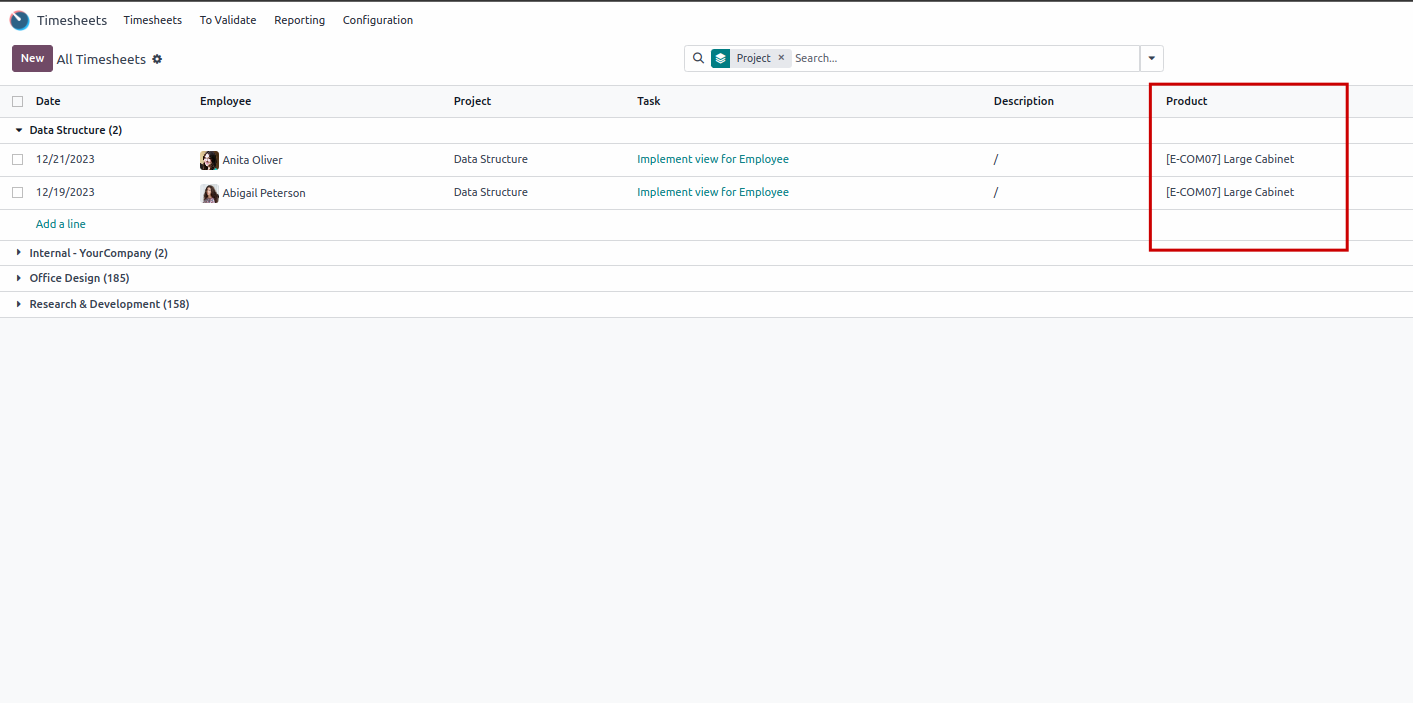 Timesheets Timesheets To Validate Reporting Configuration
New All Timesheets Project × Search...
Date Employee Project Task Description Product
Data Structure (2)
12/21/2023 Anita Oliver Data Structure Implement view for Employee / [E-COM07] Large Cabinet
12/19/2023 Abigail Peterson Data Structure Implement view for Employee / [E-COM07] Large Cabinet
Add a line
Internal - YourCompany (2)
Office Design (185)
Research & Development (158)